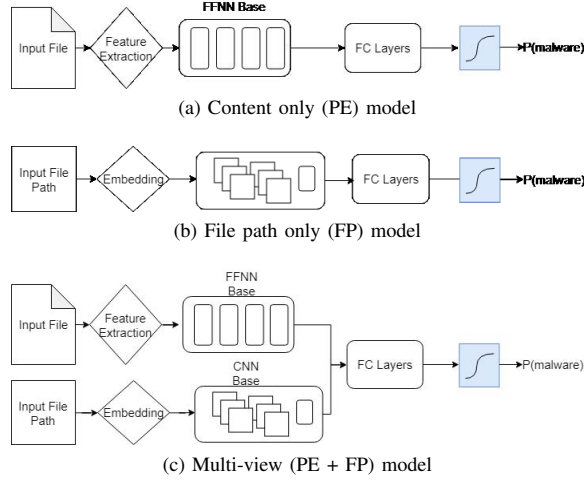 FFNN Base
Input File
Feature
Extraction
FC Layers
P(malware)
(a) Content only (PE) model
Input File
Path
Embedding
FC Layers
P(malware)
(b) File path only (FP) model
FFNN
Base
Input File
Feature
Extraction
FC Layers
P(malware)
CNN
Base
Input File
Path
Embedding
(c) Multi-view (PE + FP) model